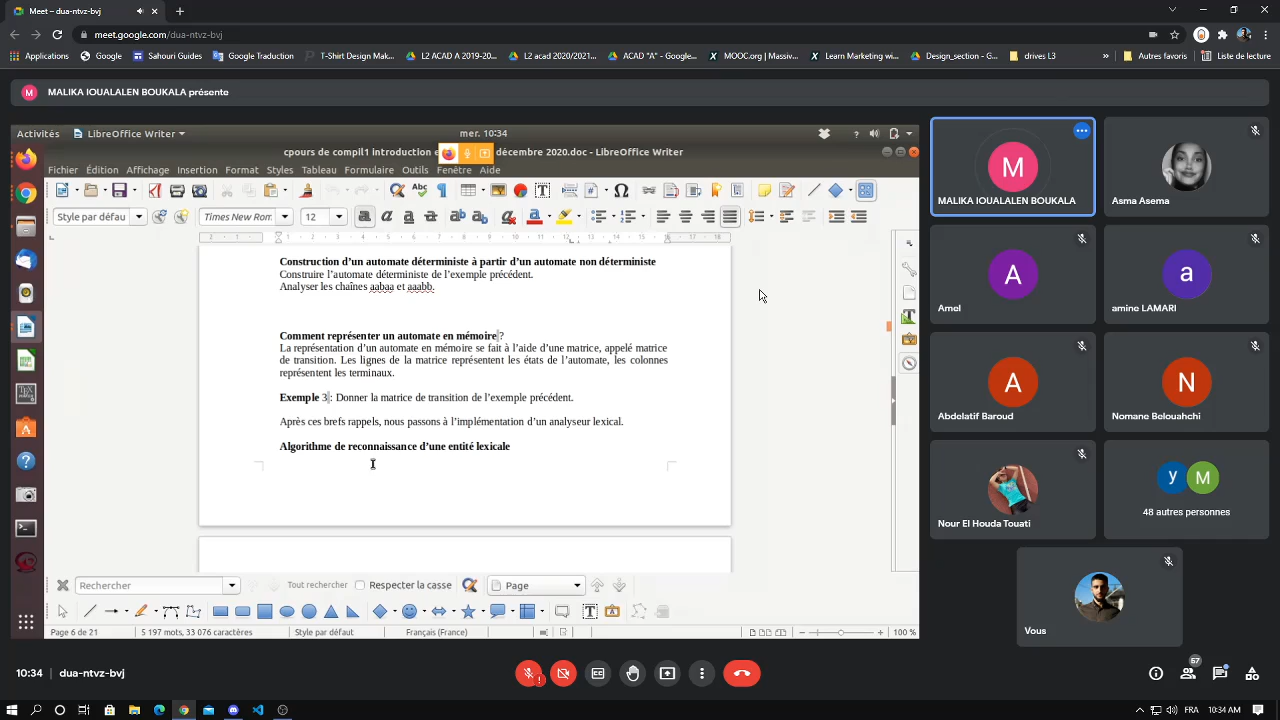 Meet – dua-ntvz-bvj
meet.google.com/dua-ntvz-bvj
Applications Google Sahouri Guides Google Traduction T-Shirt Design Maker... L2 ACAD A 2019-20... L2 acad 2020/2021... ACAD "A" - Google... MOOC.org | Massiv... Learn Marketing wi... Design_section - G... drives L3 » Autres favoris Liste de lecture
M MALIKA IOUALALEN BOUKALA présente
Activités LibreOffice Writer mer. 10:34
cpours de compil1 introduction e décembre 2020.doc - LibreOffice Writer
Fichier Édition Affichage Insertion Format Styles Tableau Formulaire Outils Fenêtre Aide
Style par défau Times New Rom 12
Construction d'un automate déterministe à partir d'un automate non déterministe
Construire l'automate déterministe de l'exemple précédent.
Analyser les chaînes aabaa et aaabb.
Comment représenter un automate en mémoire ?
La représentation d'un automate en mémoire se fait à l'aide d'une matrice, appelé matrice
de transition. Les lignes de la matrice représentent les états de l'automate, les colonnes
représentent les terminaux.
Exemple 3 : Donner la matrice de transition de l'exemple précédent.
Après ces brefs rappels, nous passons à l'implémentation d'un analyseur lexical.
Algorithme de reconnaissance d'une entité lexicale
Rechercher Tout rechercher Respecter la casse Page
Page 6 de 21 5 197 mots, 33 076 caractères Style par défaut Français (France) 100 %
M
MALIKA IOUALALEN BOUKALA
Asma Asema
A
Amel
a
amine LAMARI
A
Abdelatif Baroud
N
Nomane Belouahchi
Nour El Houda Touati
y M
48 autres personnes
Vous
10:34 dua-ntvz-bvj
57
FRA 10:34 AM